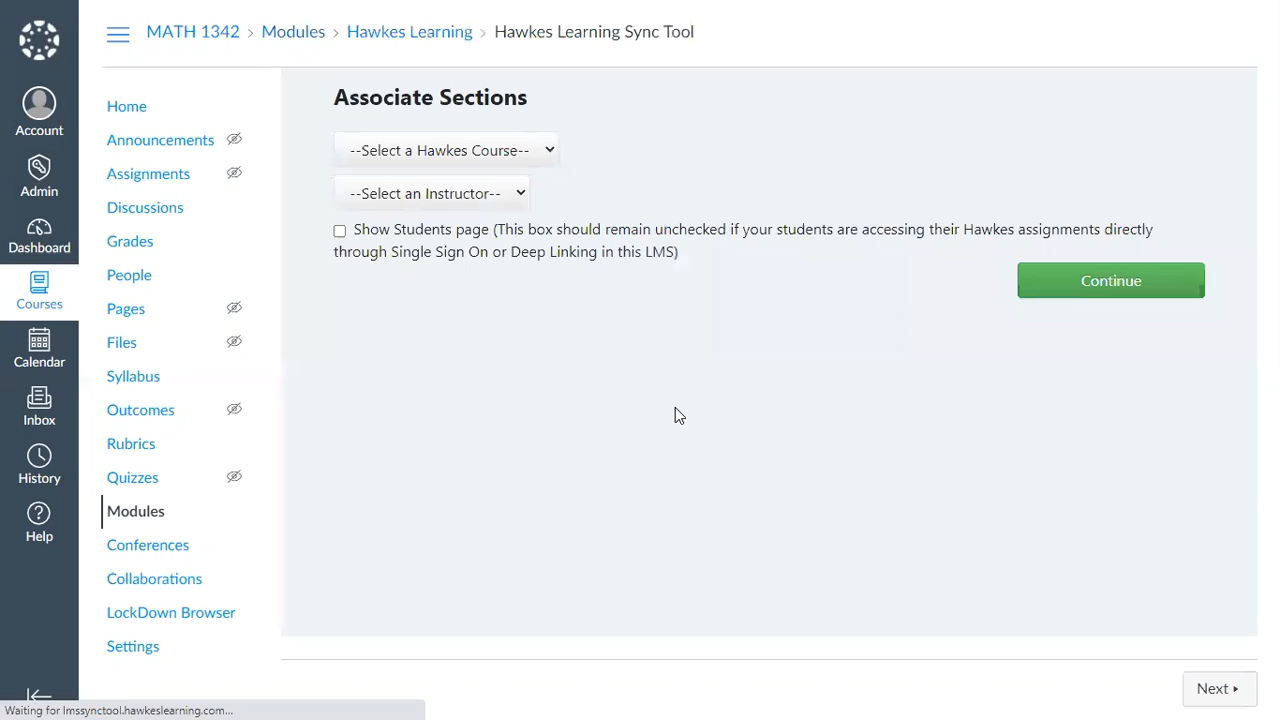 MATH 1342 › Modules › Hawkes Learning › Hawkes Learning Sync Tool
Account
Admin
Dashboard
Courses
Calendar
Inbox
History
Help
Home
Announcements
Assignments
Discussions
Grades
People
Pages
Files
Syllabus
Outcomes
Rubrics
Quizzes
Modules
Conferences
Collaborations
LockDown Browser
Settings
Associate Sections
--Select a Hawkes Course--
--Select an Instructor--
Show Students page (This box should remain unchecked if your students are accessing their Hawkes assignments directly
through Single Sign On or Deep Linking in this LMS)
Continue
Next
Waiting for lmssynctool.hawkeslearning.com...